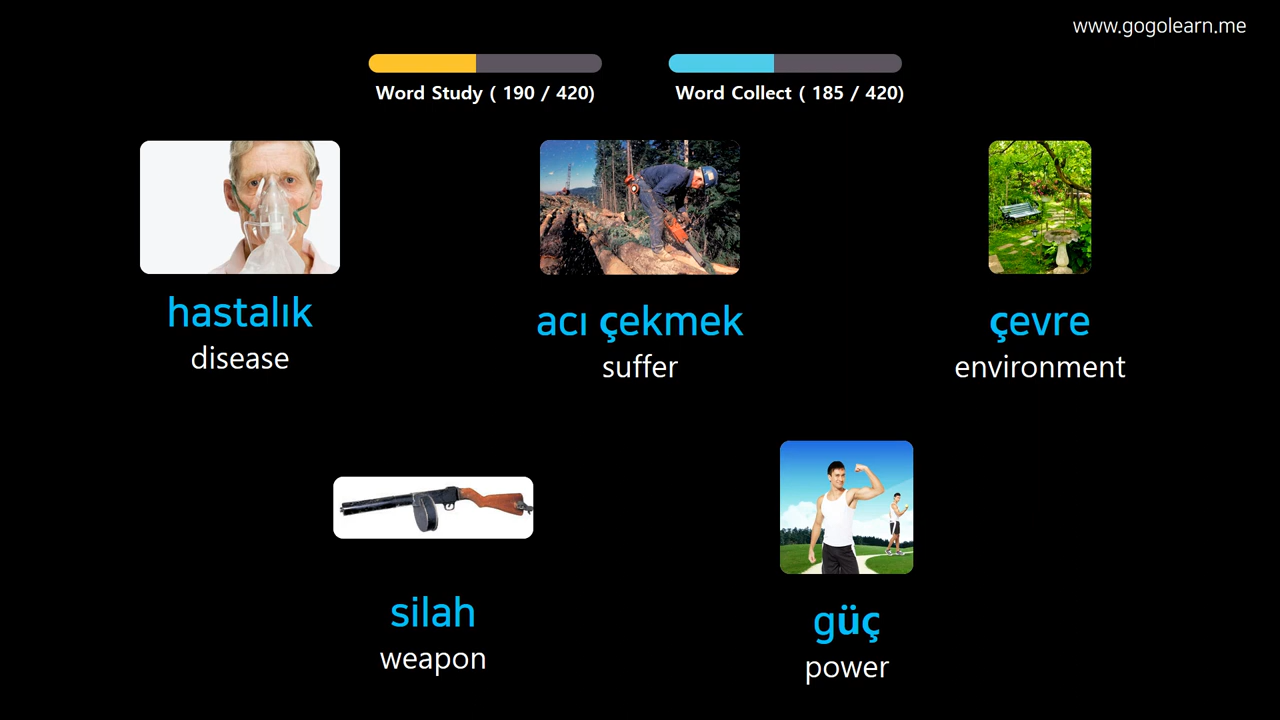 www.gogolearn.me
Word Study ( 190 / 420)
Word Collect ( 185 / 420)
hastalık
disease
acı çekmek
suffer
çevre
environment
silah
weapon
güç
power